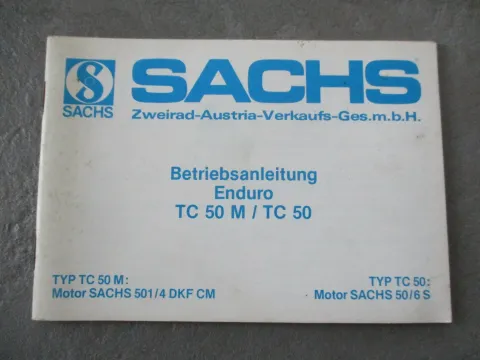 SACHS
SACHS
Zweirad-Austria-Verkaufs-Ges.m.b.H.
Betriebsanleitung
Enduro
TC 50 M / TC 50
TYP TC 50 M:
Motor SACHS 501/4 DKF CM
TYP TC 50:
Motor SACHS 50/6 S